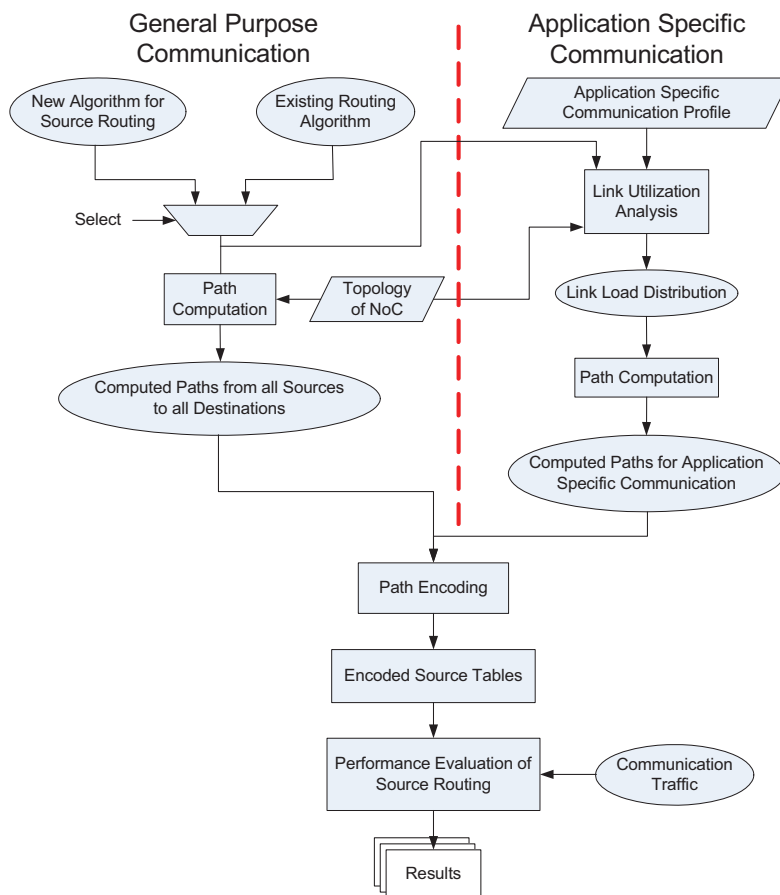 General Purpose
Communication
Application Specific
Communication
New Algorithm for
Source Routing
Existing Routing
Algorithm
Application Specific
Communication Profile
Select
Link Utilization
Analysis
Path
Computation
Topology
of NoC
Link Load Distribution
Computed Paths from all Sources
to all Destinations
Path Computation
Computed Paths for Application
Specific Communication
Path Encoding
Encoded Source Tables
Performance Evaluation of
Source Routing
Communication
Traffic
Results